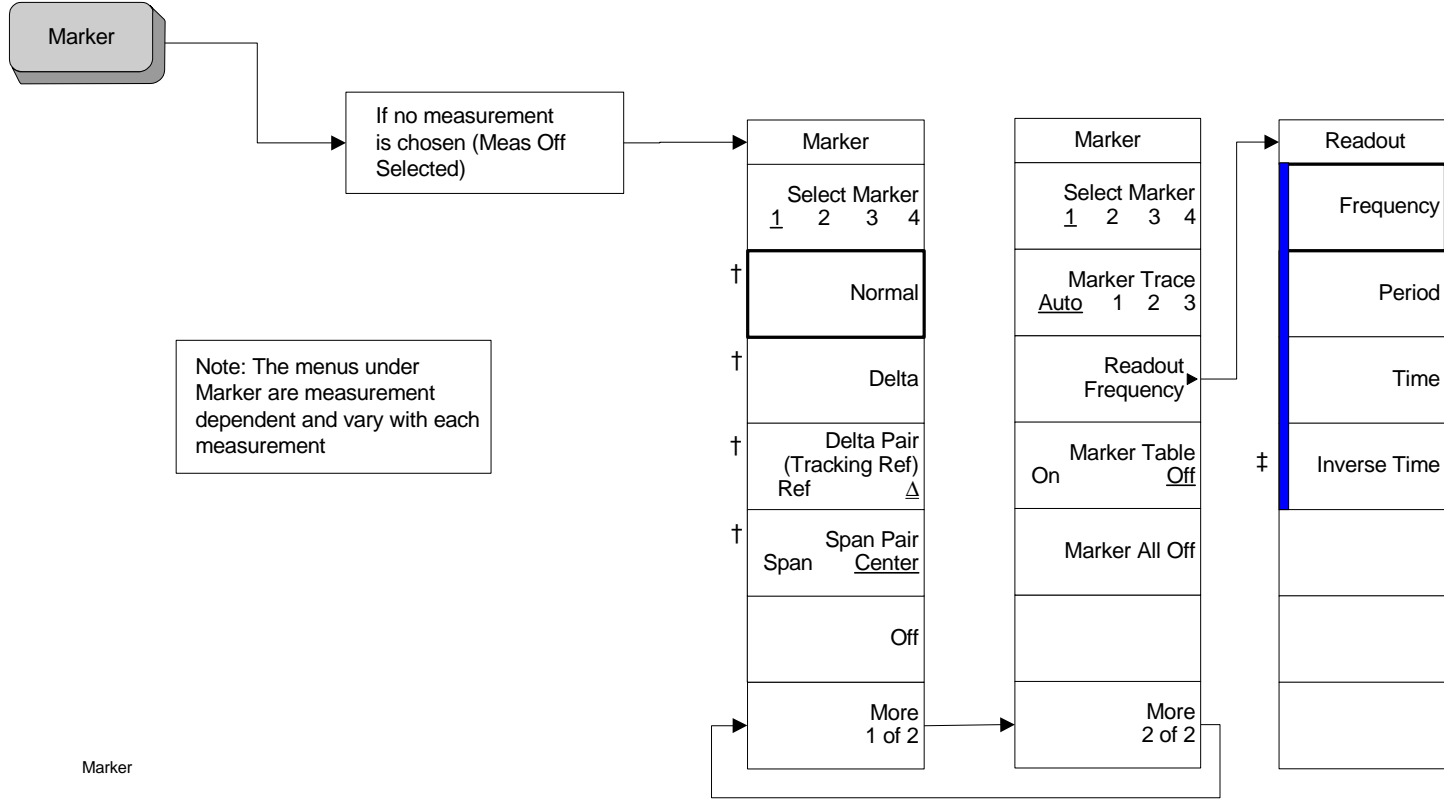 Marker
If no measurement
is chosen (Meas Off
Selected)
Note: The menus under
Marker are measurement
dependent and vary with each
measurement
Marker
Select Marker
1 2 3 4
†
Normal
†
Delta
†
Delta Pair
(Tracking Ref)
Ref Δ
†
Span Pair
Span Center
Off
More
1 of 2
Marker
Select Marker
1 2 3 4
Marker Trace
Auto 1 2 3
Readout
Frequency
Marker Table
On Off
Marker All Off
More
2 of 2
Readout
Frequency
Period
Time
‡
Inverse Time
Marker